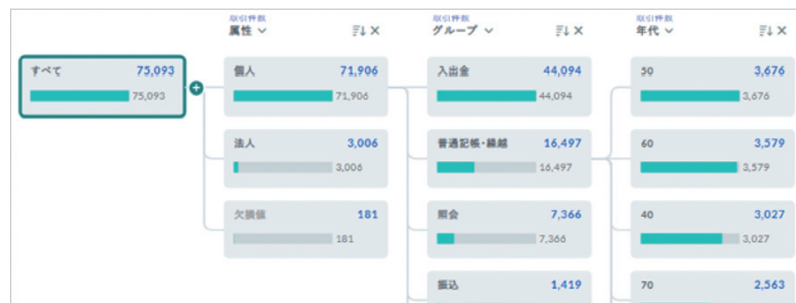 取引件数
属性
取引件数
グループ
取引件数
年代
すべて 75,093
75,093
個人 71,906
71,906
法人 3,006
3,006
欠損値 181
181
入出金 44,094
44,094
普通記帳・繰越 16,497
16,497
照会 7,366
7,366
振込 1,419
50 3,676
3,676
60 3,579
3,579
40 3,027
3,027
70 2,563